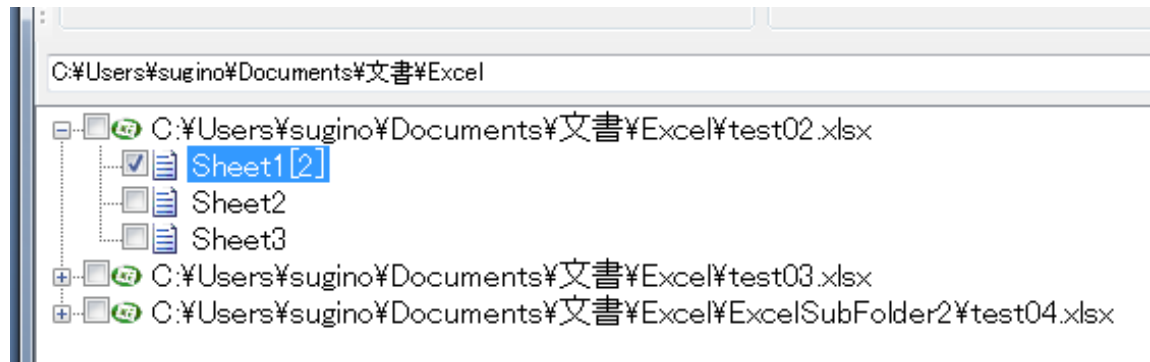 C:¥Users¥sugino¥Documents¥文書¥Excel
C:¥Users¥sugino¥Documents¥文書¥Excel¥test02.xlsx
Sheet1[2]
Sheet2
Sheet3
C:¥Users¥sugino¥Documents¥文書¥Excel¥test03.xlsx
C:¥Users¥sugino¥Documents¥文書¥Excel¥ExcelSubFolder2¥test04.xlsx